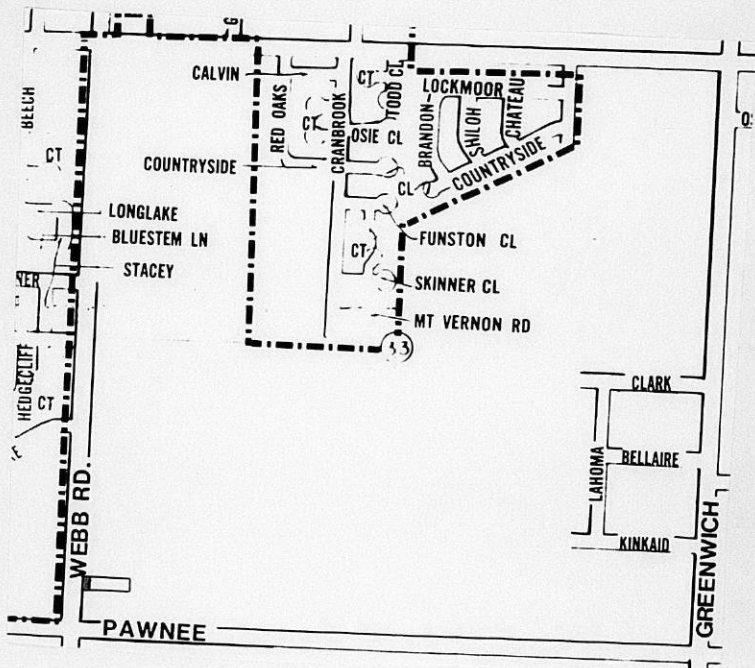 G
CALVIN
CT
TODD CL
LOCKMOOR
BEECH
RED OAKS
CRANBROOK
CT
OSIE CL
BRANDON
SHILOH
CHATEAU
CT
COUNTRYSIDE
CL
COUNTRYSIDE
LONGLAKE
BLUESTEM LN
FUNSTON CL
STACEY
CT
NER
SKINNER CL
MT VERNON RD
33
HEDGECLIFF
CT
CLARK
LAHOMA
BELLAIRE
WEBB RD.
KINKAID
GREENWICH
PAWNEE